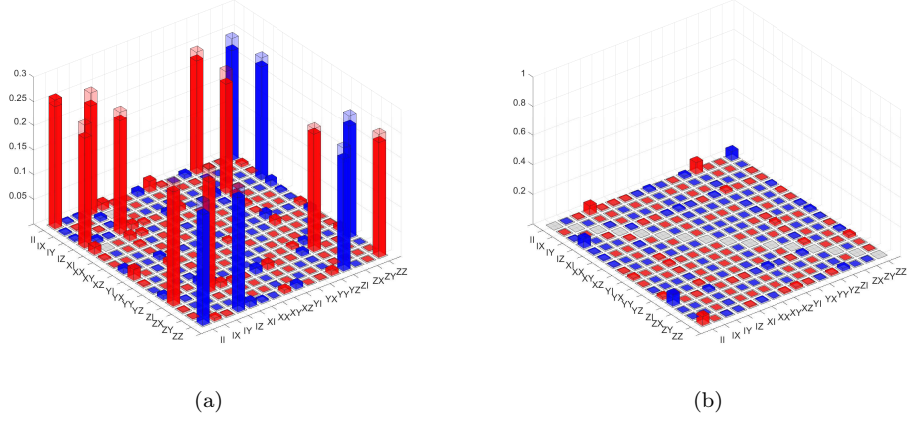 0.3
0.25
0.2
0.15
0.1
0.05
II
IX
IY
IZ
XI
XX
XY
XZ
YI
YX
YY
YZ
ZI
ZX
ZY
ZZ
II
IX
IY
IZ
XI
XX
XY
XZ
YI
YX
YY
YZ
ZI
ZX
ZY
ZZ
(a)
1
0.8
0.6
0.4
0.2
II
IX
IY
IZ
XI
XX
XY
XZ
YI
YX
YY
YZ
ZI
ZX
ZY
ZZ
II
IX
IY
IZ
XI
XX
XY
XZ
YI
YX
YY
YZ
ZI
ZX
ZY
ZZ
(b)